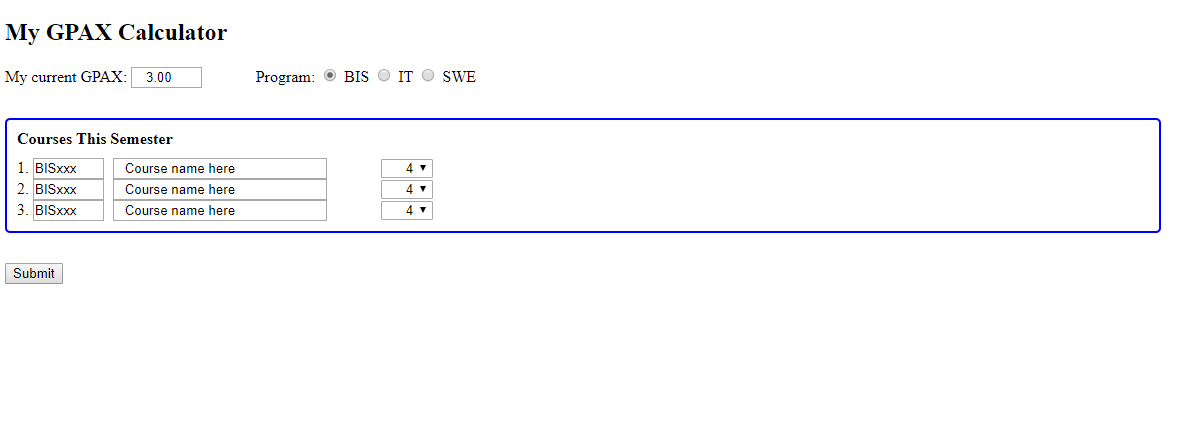 My GPAX Calculator
My current GPAX: 3.00 Program: BIS IT SWE
Courses This Semester
1. BISxxx Course name here 4
2. BISxxx Course name here 4
3. BISxxx Course name here 4
Submit